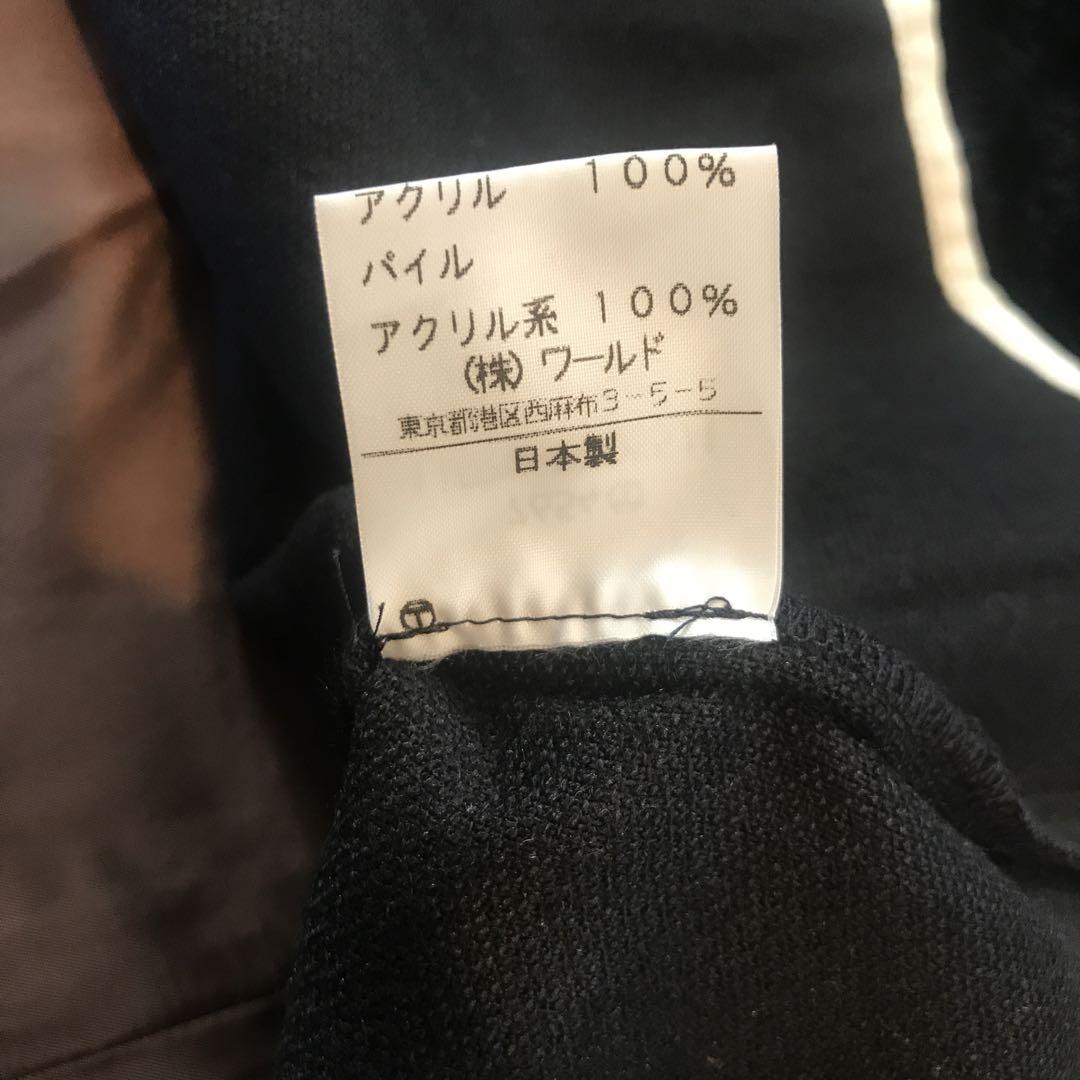 アクリル　１００％
パイル
アクリル系　１００％
(株)ワールド
東京都港区西麻布3-5-5
日本製